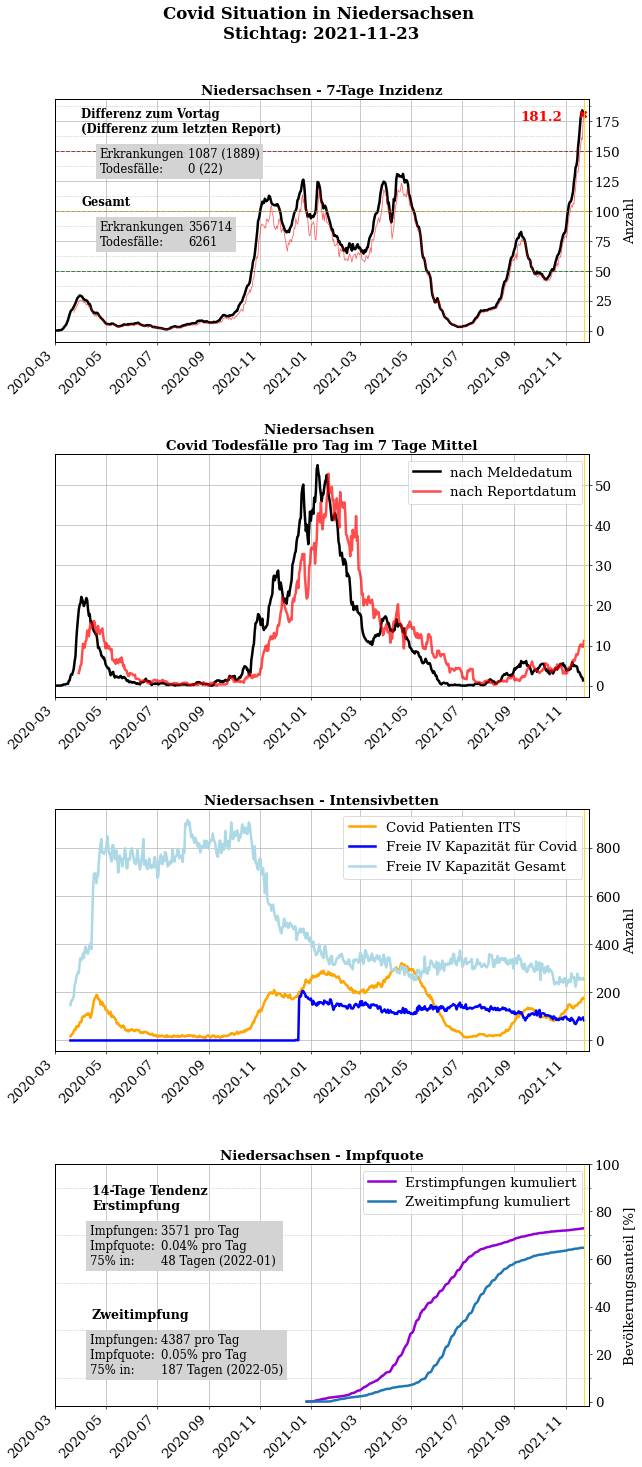 Covid Situation in Niedersachsen
Stichtag: 2021-11-23
Niedersachsen - 7-Tage Inzidenz
Differenz zum Vortag
(Differenz zum letzten Report)
Erkrankungen 1087 (1889)
Todesfälle: 0 (22)
Gesamt
Erkrankungen 356714
Todesfälle: 6261
181.2
175
150
125
100
75
50
25
0
Anzahl
2020-03
2020-05
2020-07
2020-09
2020-11
2021-01
2021-03
2021-05
2021-07
2021-09
2021-11
Niedersachsen
Covid Todesfälle pro Tag im 7 Tage Mittel
nach Meldedatum
nach Reportdatum
50
40
30
20
10
0
2020-03
2020-05
2020-07
2020-09
2020-11
2021-01
2021-03
2021-05
2021-07
2021-09
2021-11
Niedersachsen - Intensivbetten
Covid Patienten ITS
Freie IV Kapazität für Covid
Freie IV Kapazität Gesamt
800
600
400
200
0
Anzahl
2020-03
2020-05
2020-07
2020-09
2020-11
2021-01
2021-03
2021-05
2021-07
2021-09
2021-11
Niedersachsen - Impfquote
14-Tage Tendenz
Erstimpfung
Impfungen: 3571 pro Tag
Impfquote: 0.04% pro Tag
75% in: 48 Tagen (2022-01)
Zweitimpfung
Impfungen: 4387 pro Tag
Impfquote: 0.05% pro Tag
75% in: 187 Tagen (2022-05)
Erstimpfungen kumuliert
Zweitimpfung kumuliert
100
80
60
40
20
0
Bevölkerungsanteil [%]
2020-03
2020-05
2020-07
2020-09
2020-11
2021-01
2021-03
2021-05
2021-07
2021-09
2021-11